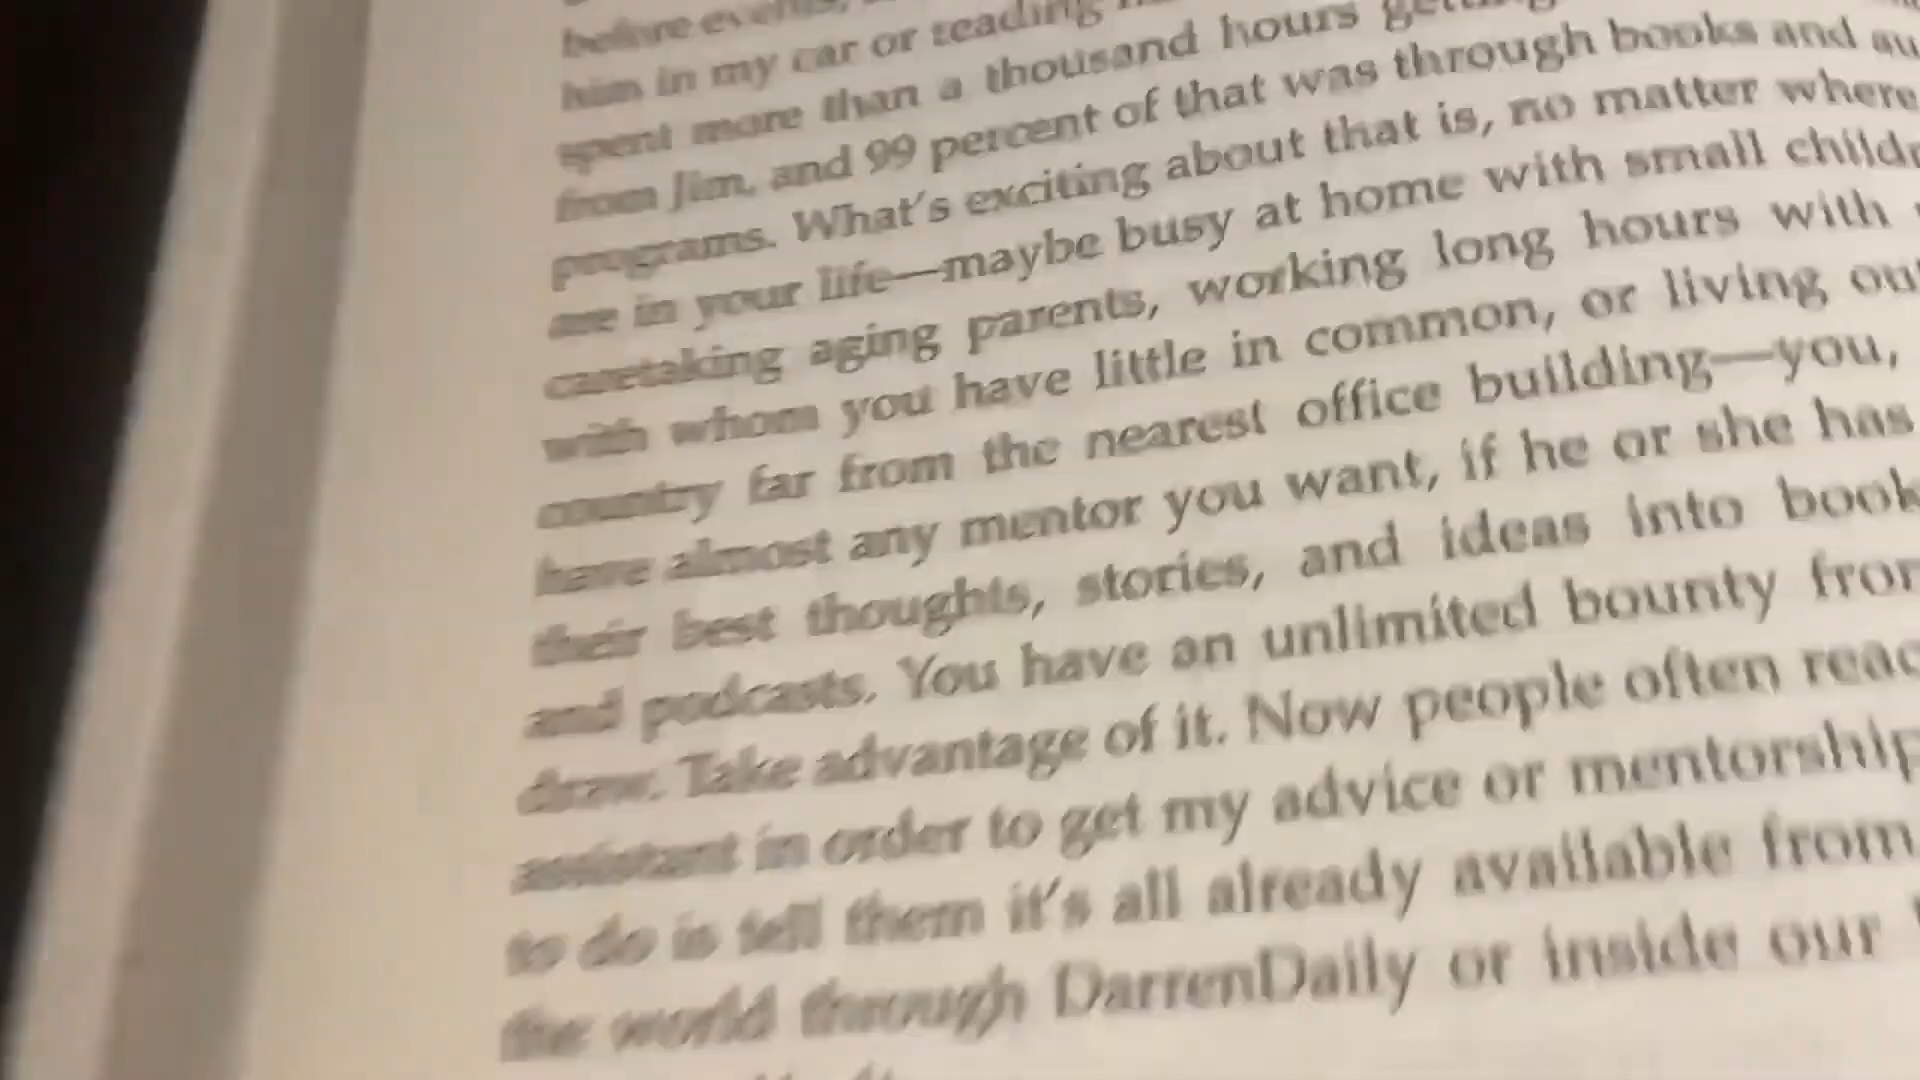 before events,
him in my car or reading
spent more than a thousand hours getting
from Jim, and 99 percent of that was through books and au
programs. What's exciting about that is, no matter where
are in your life—maybe busy at home with small childr
caretaking aging parents, working long hours with
with whom you have little in common, or living out
country far from the nearest office building—you,
have almost any mentor you want, if he or she has
their best thoughts, stories, and ideas into book
and podcasts. You have an unlimited bounty from
draw. Take advantage of it. Now people often reac
assistant in order to get my advice or mentorship
to do is tell them it's all already available from
the world through DarrenDaily or inside our